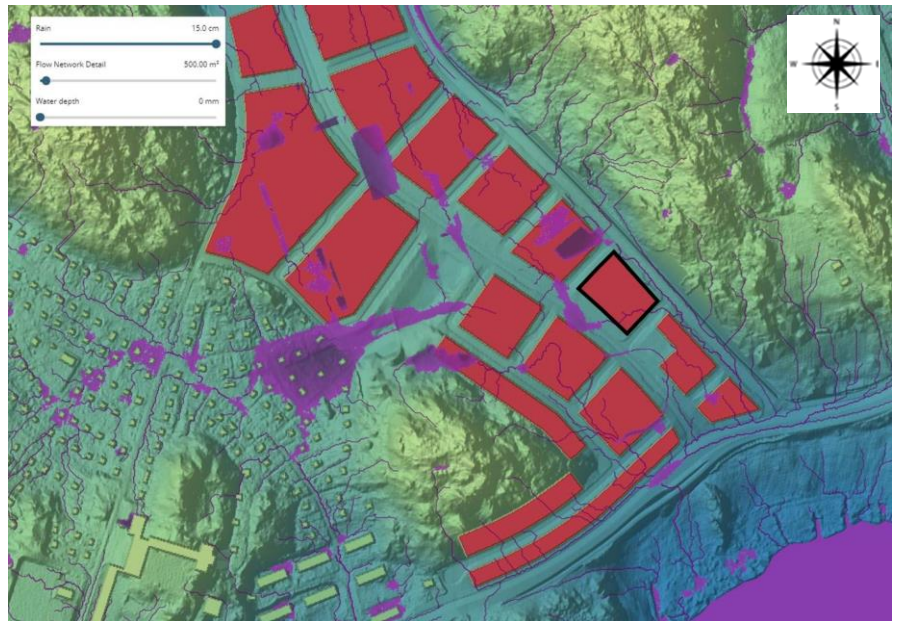 Rain 15.0 cm
Flow Network Detail 500.00 m²
Water depth 0 mm
N
W E
S